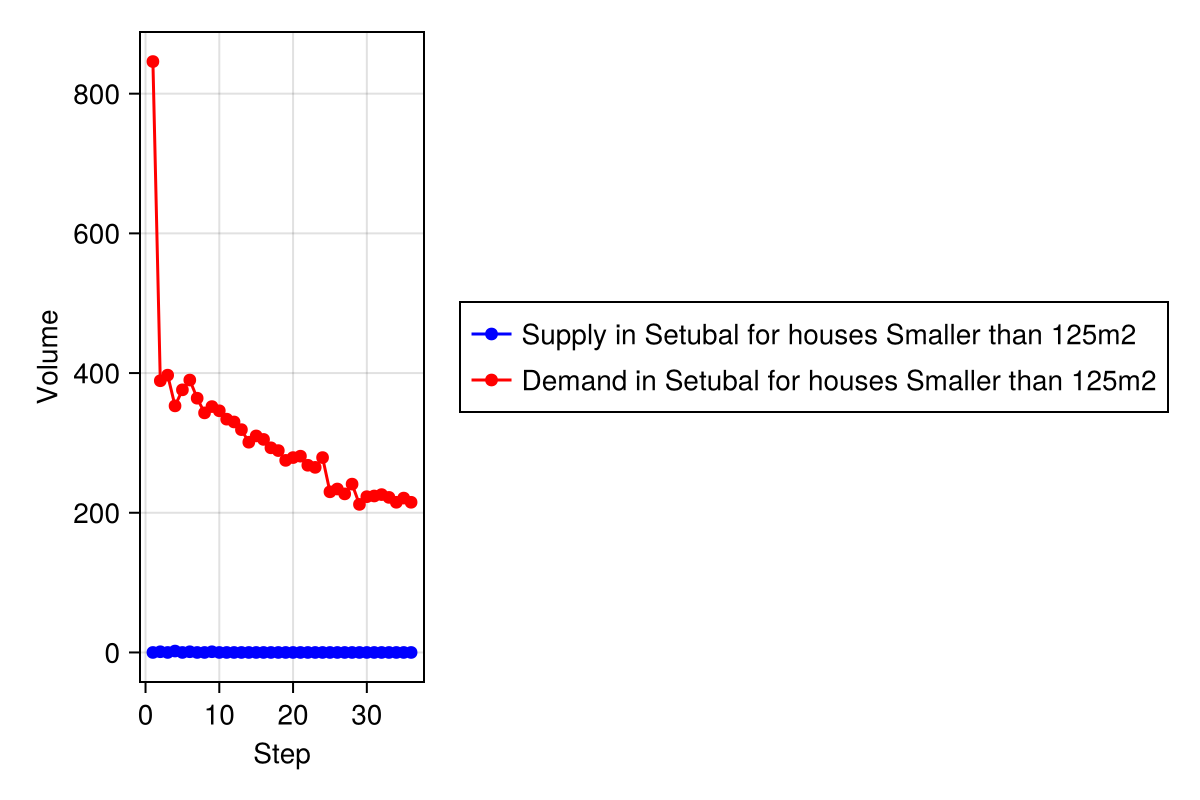 800
600
400
200
0
Volume
0 10 20 30
Step
Supply in Setubal for houses Smaller than 125m2
Demand in Setubal for houses Smaller than 125m2